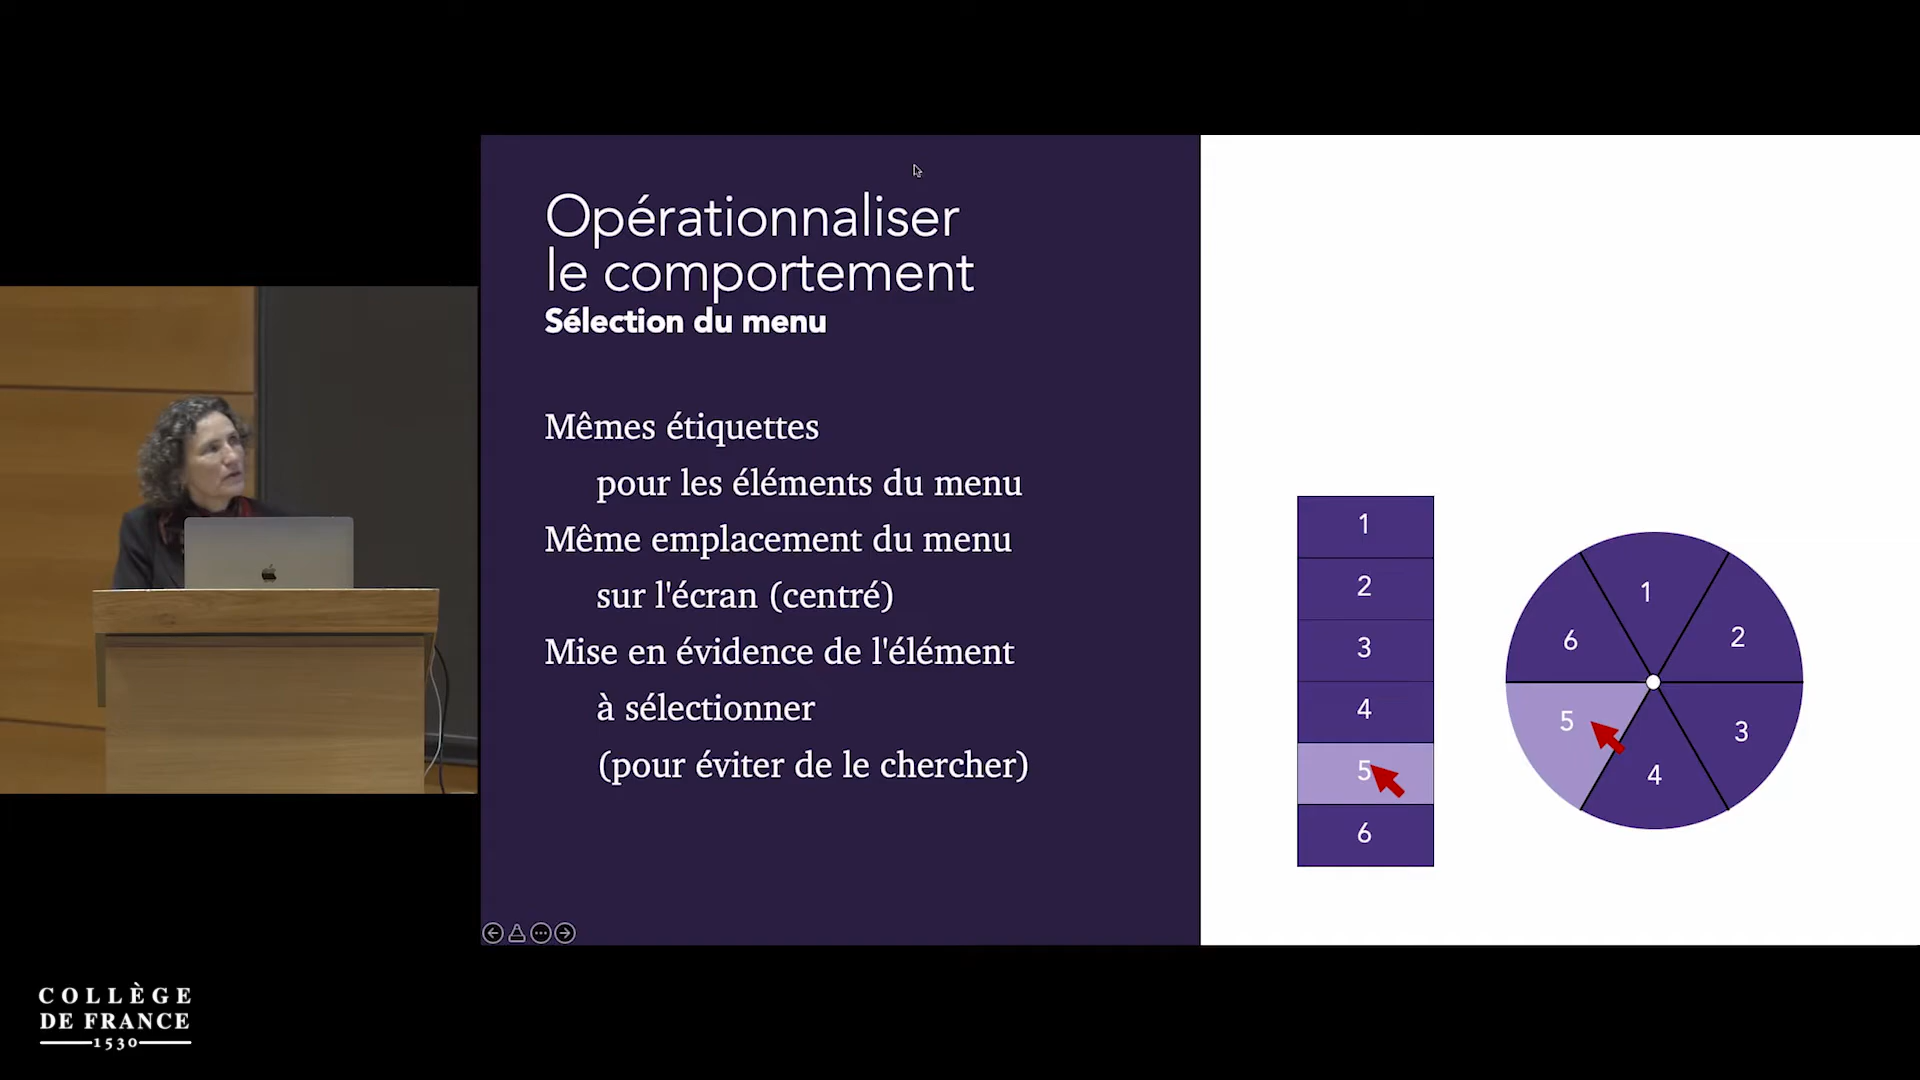 Opérationnaliser
le comportement
Sélection du menu
Mêmes étiquettes
pour les éléments du menu
Même emplacement du menu
sur l'écran (centré)
Mise en évidence de l'élément
à sélectionner
(pour éviter de le chercher)
1
2
3
4
5
6
1
2
3
4
5
6
COLLÈGE
DE FRANCE
1530